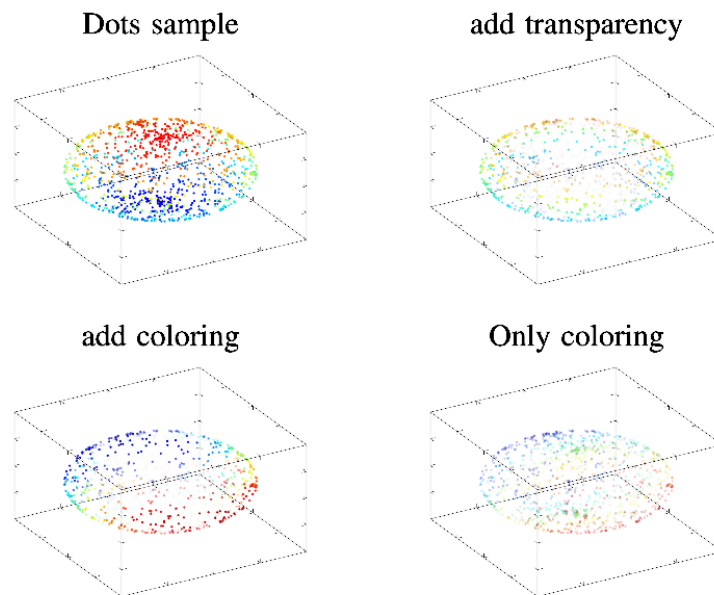 Dots sample
add transparency
add coloring
Only coloring